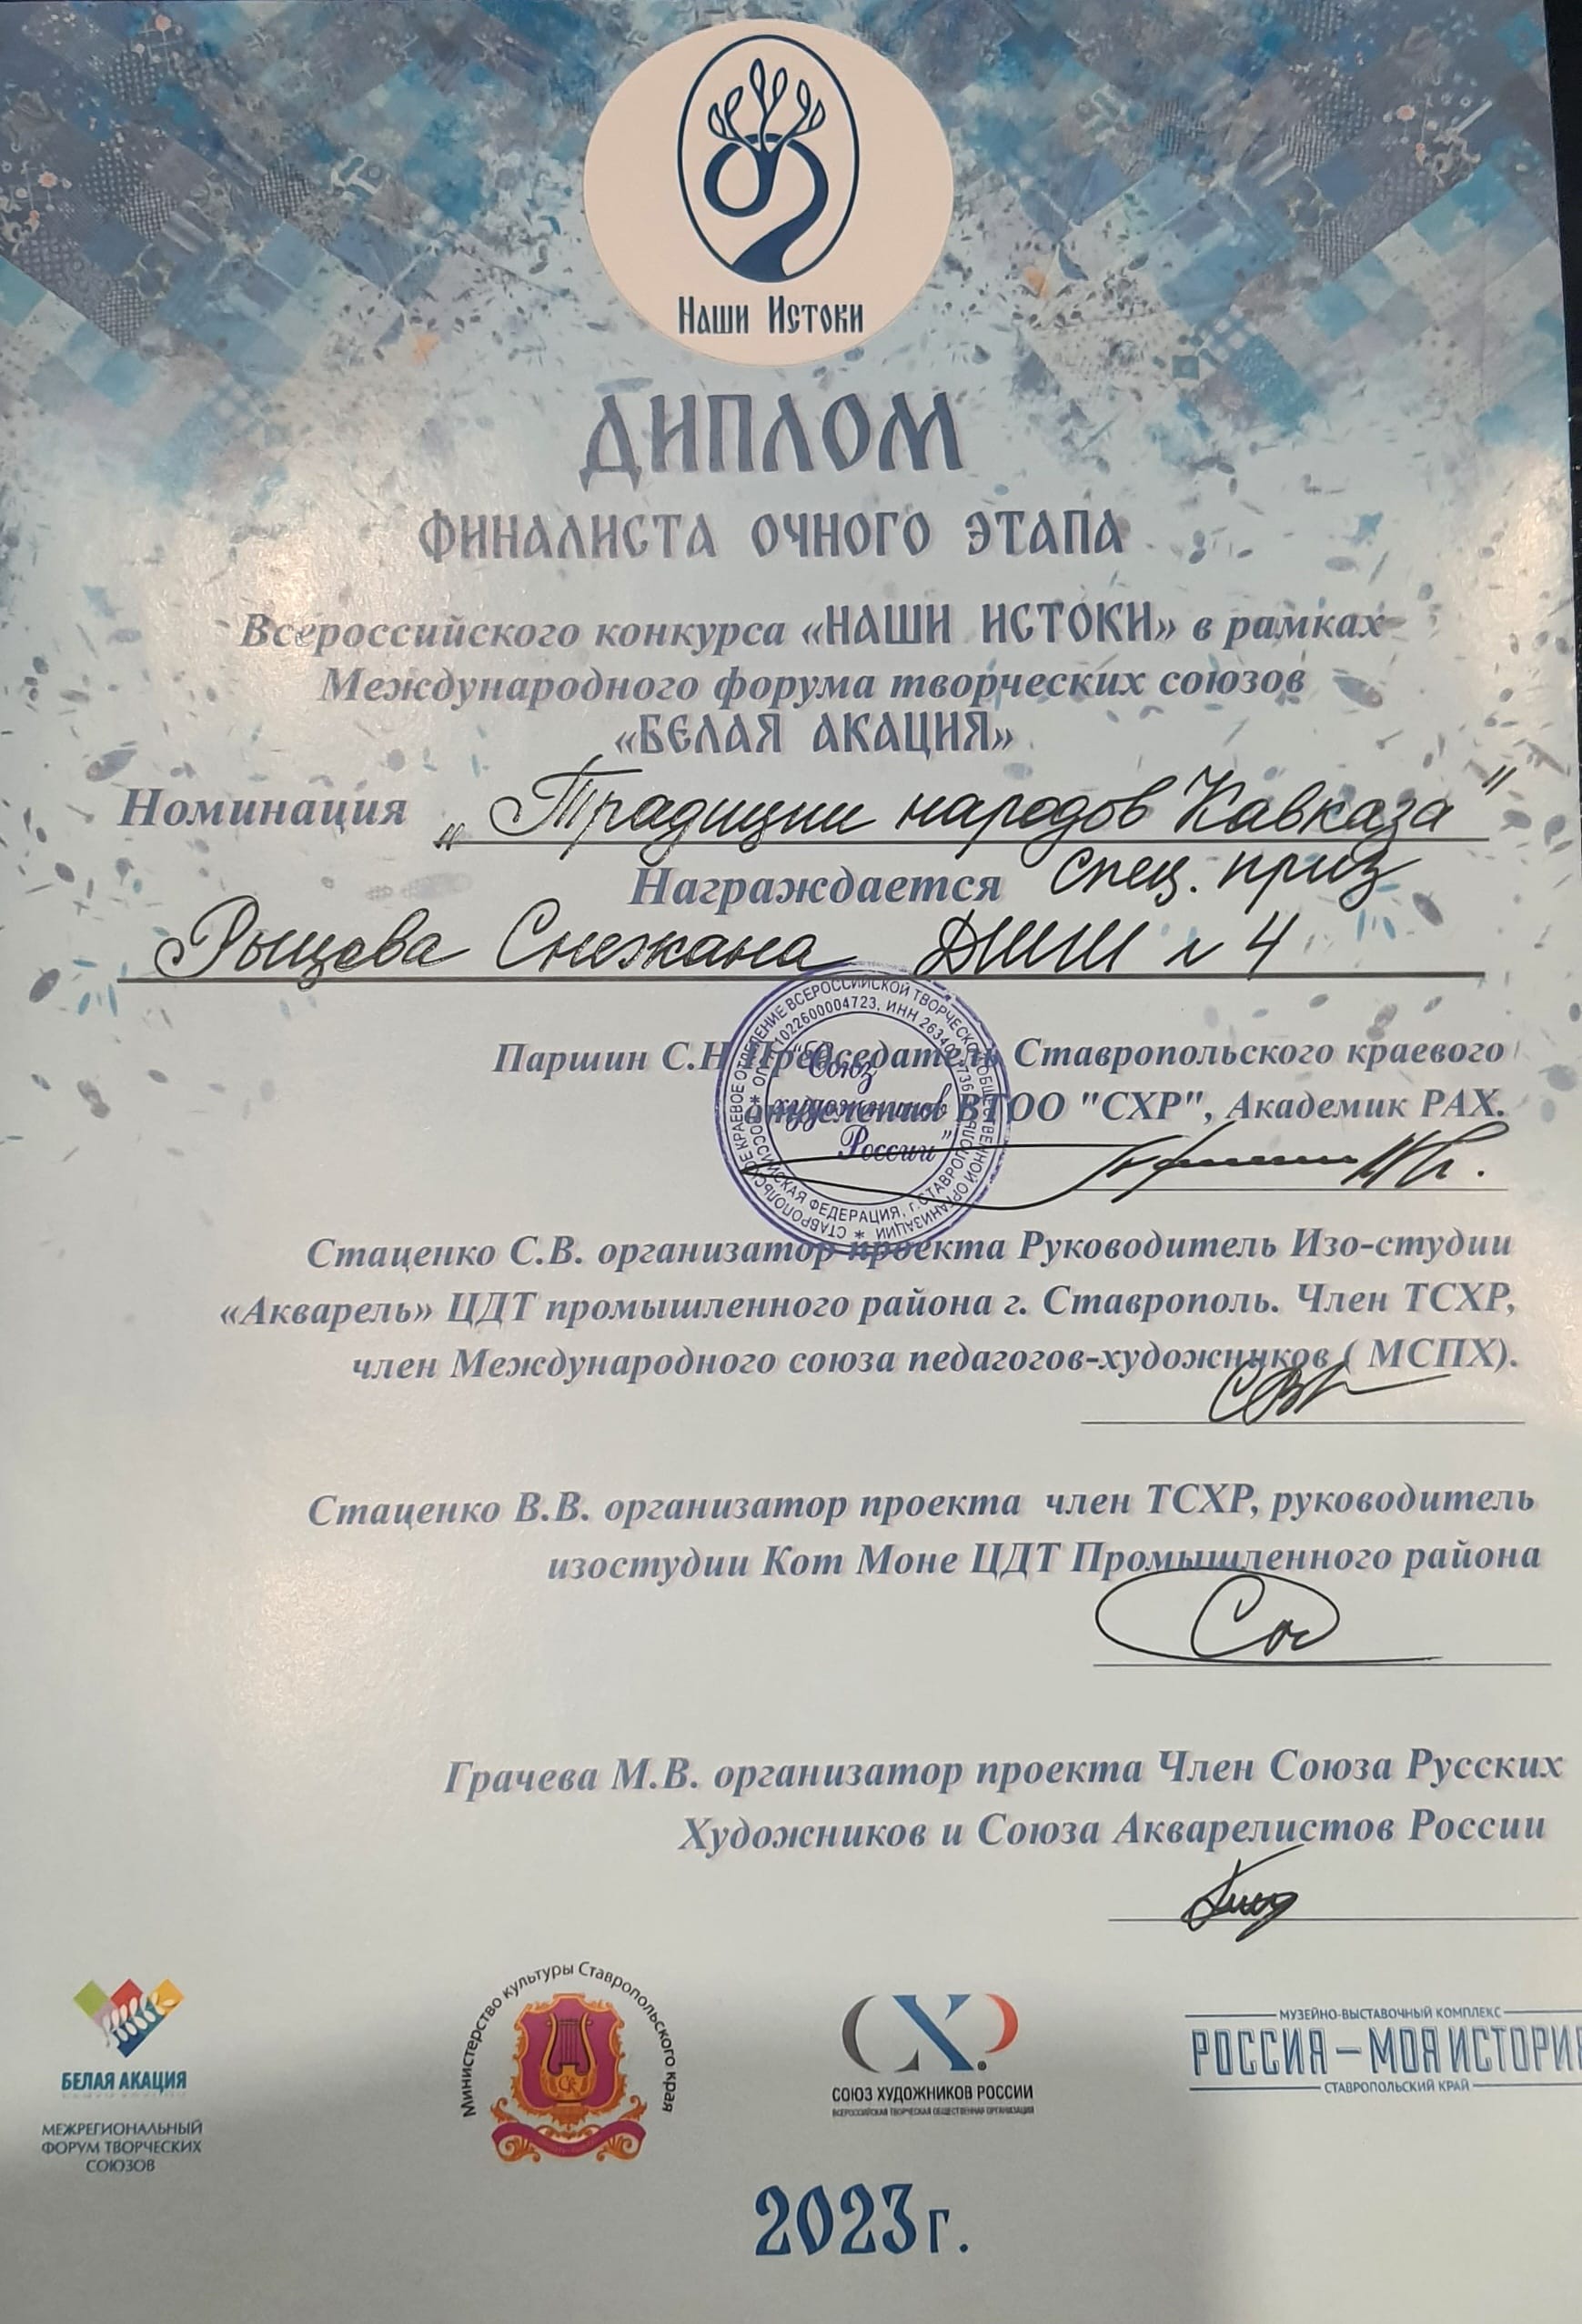 Наши Истоки
ДИПЛОМ
ФИНАЛИСТА ОЧНОГО ЭТАПА
Всероссийского конкурса «НАШИ ИСТОКИ» в рамках
Международного форума творческих союзов
«БЕЛАЯ АКАЦИЯ»
Номинация „Традиции народов Кавказа"
Награждается спец. приз
Рыцева Снежана ДШИ № 4
Паршин С.Н Председатель Ставропольского краевого
отделения ВТОО "СХР", Академик РАХ.
СТАВРОПОЛЬСКОЕ КРАЕВОЕ ОТДЕЛЕНИЕ ВСЕРОССИЙСКОЙ ТВОРЧЕСКОЙ ОБЩЕСТВЕННОЙ ОРГАНИЗАЦИИ *
РОССИЙСКАЯ ФЕДЕРАЦИЯ, г. СТАВРОПОЛЬ
"Союз
художников
России"
Стаценко С.В. организатор проекта Руководитель Изо-студии
«Акварель» ЦДТ промышленного района г. Ставрополь. Член ТСХР,
член Международного союза педагогов-художников ( МСПХ).
Стаценко В.В. организатор проекта член ТСХР, руководитель
изостудии Кот Моне ЦДТ Промышленного района
Грачева М.В. организатор проекта Член Союза Русских
Художников и Союза Акварелистов России
БЕЛАЯ АКАЦИЯ
МЕЖРЕГИОНАЛЬНЫЙ
ФОРУМ ТВОРЧЕСКИХ
СОЮЗОВ
Министерство культуры Ставропольского края
СХР
СОЮЗ ХУДОЖНИКОВ РОССИИ
ВСЕРОССИЙСКАЯ ТВОРЧЕСКАЯ ОБЩЕСТВЕННАЯ ОРГАНИЗАЦИЯ
МУЗЕЙНО-ВЫСТАВОЧНЫЙ КОМПЛЕКС
РОССИЯ – МОЯ ИСТОРИЯ
СТАВРОПОЛЬСКИЙ КРАЙ
2023 г.